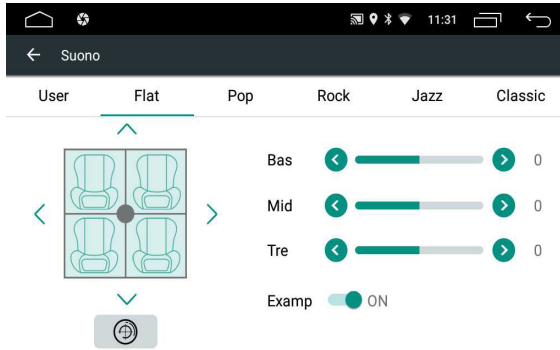 11:31
Suono
User Flat Pop Rock Jazz Classic
Bas 0
Mid 0
Tre 0
Examp ON